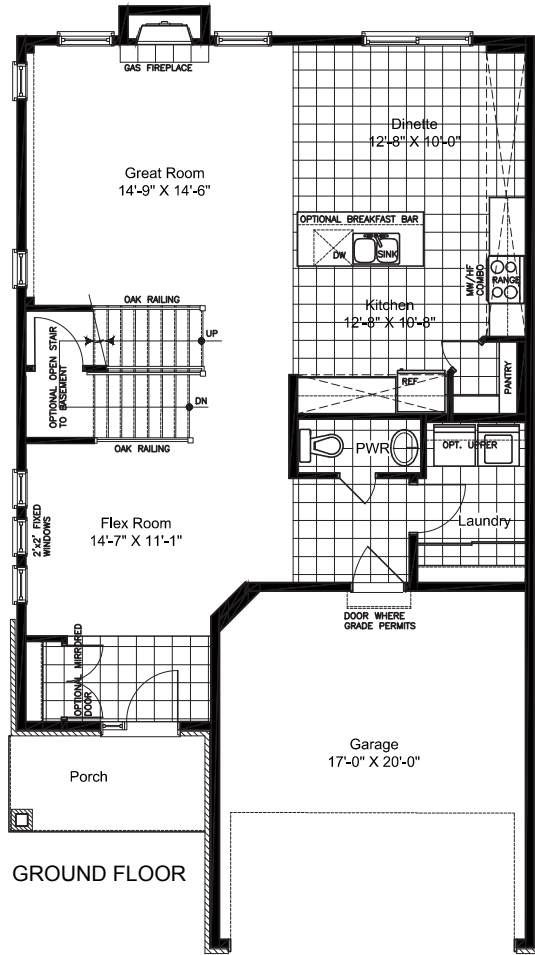 GAS FIREPLACE
Dinette
12'-8" X 10'-0"
Great Room
14'-9" X 14'-6"
OPTIONAL BREAKFAST BAR
DW
SINK
MW/HF
COMBO
RANGE
Kitchen
12'-8" X 10'-8"
OAK RAILING
UP
OPTIONAL OPEN STAIR
TO BASEMENT
DN
REF
PANTRY
OAK RAILING
PWR
OPT. UPPER
2'x2' FIXED
WINDOWS
Flex Room
14'-7" X 11'-1"
Laundry
DOOR WHERE
GRADE PERMITS
OPTIONAL MIRRORED
DOOR
Garage
17'-0" X 20'-0"
Porch
GROUND FLOOR